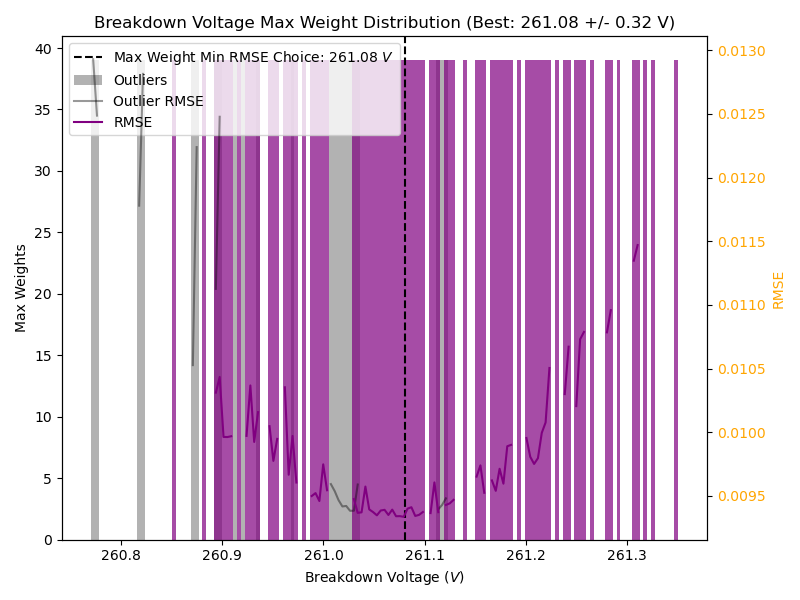 Breakdown Voltage Max Weight Distribution (Best: 261.08 +/- 0.32 V)
Max Weight Min RMSE Choice: 261.08 V
Outliers
Outlier RMSE
RMSE
Max Weights
40
35
30
25
20
15
10
5
0
260.8
260.9
261.0
261.1
261.2
261.3
Breakdown Voltage (V)
0.0130
0.0125
0.0120
0.0115
0.0110
0.0105
0.0100
0.0095
RMSE